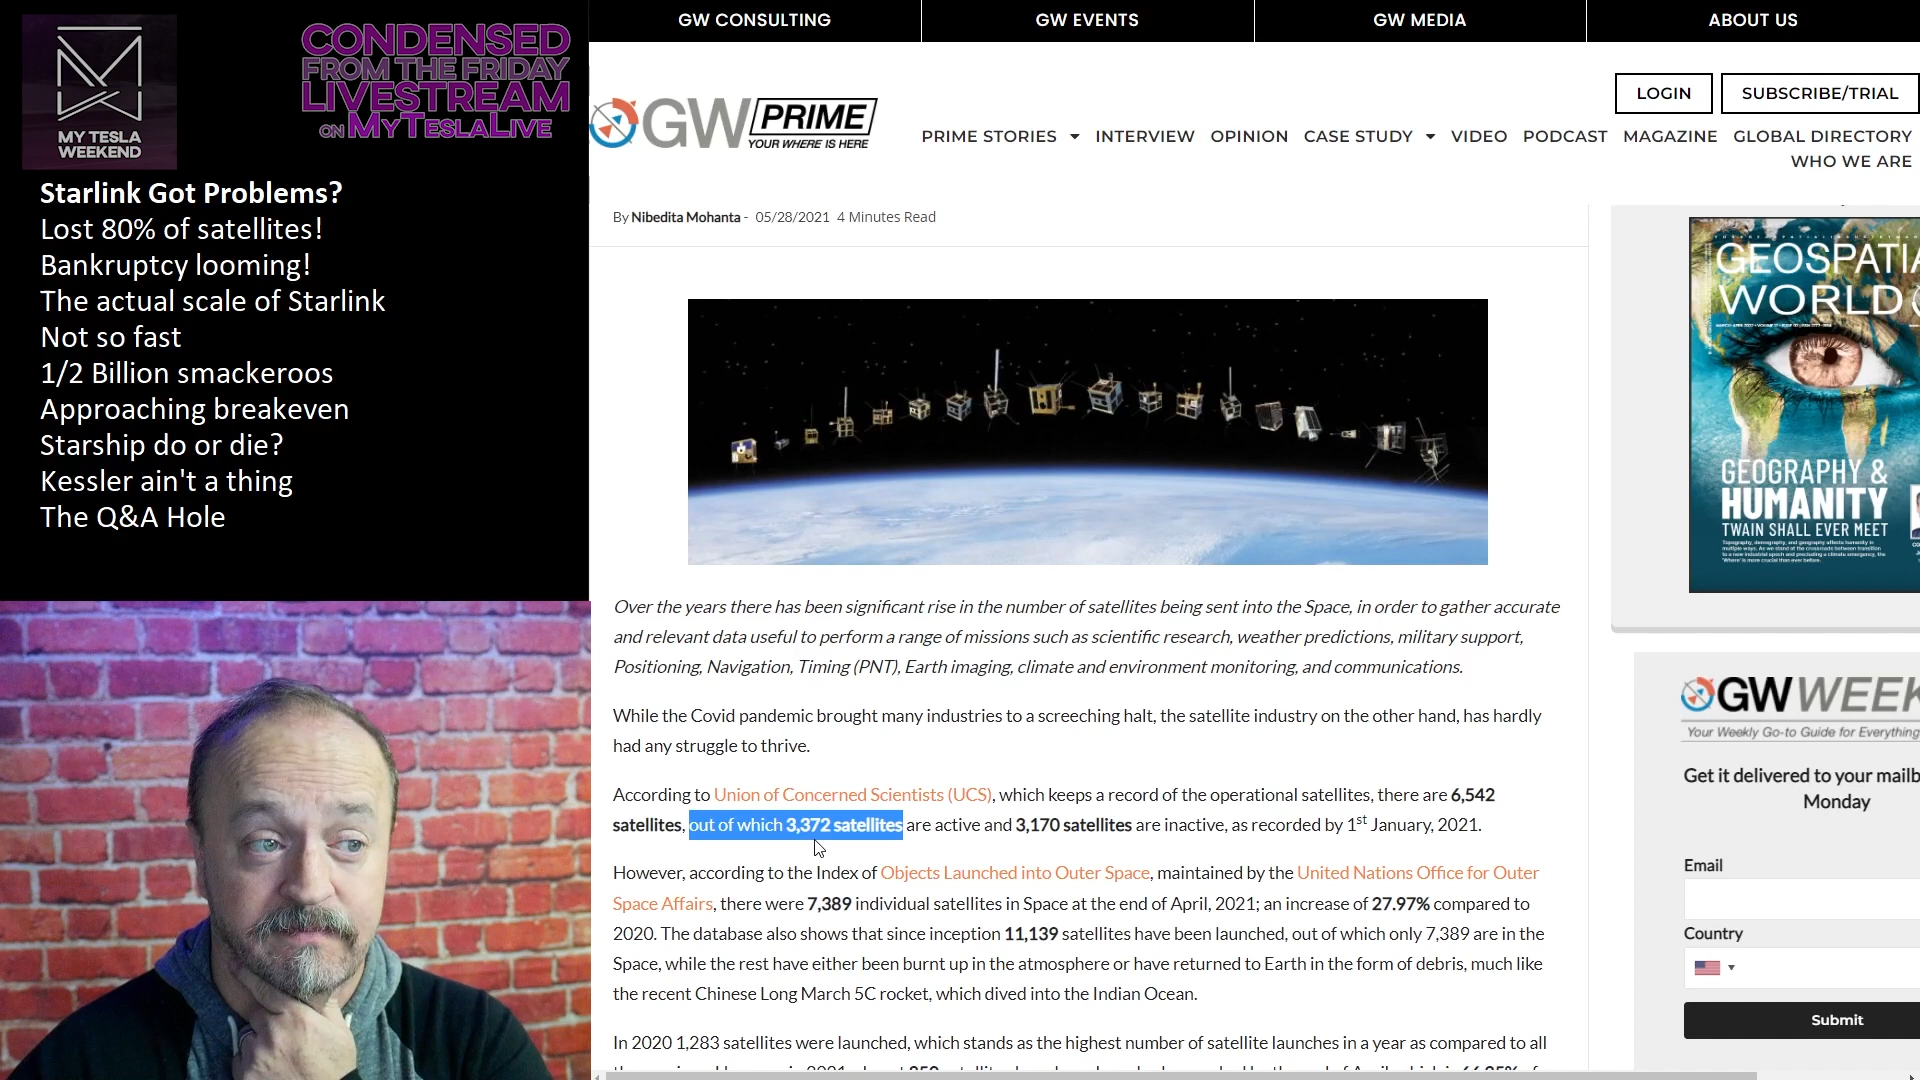 MY TESLA
WEEKEND
CONDENSED
FROM THE FRIDAY
LIVESTREAM
ON MYTESLALIVE
Starlink Got Problems?
Lost 80% of satellites!
Bankruptcy looming!
The actual scale of Starlink
Not so fast
1/2 Billion smackeroos
Approaching breakeven
Starship do or die?
Kessler ain't a thing
The Q&A Hole
GW CONSULTING
GW EVENTS
GW MEDIA
ABOUT US
GW PRIME
YOUR WHERE IS HERE
LOGIN
SUBSCRIBE/TRIAL
PRIME STORIES INTERVIEW OPINION CASE STUDY VIDEO PODCAST MAGAZINE GLOBAL DIRECTORY
WHO WE ARE
By Nibedita Mohanta - 05/28/2021 4 Minutes Read
Over the years there has been significant rise in the number of satellites being sent into the Space, in order to gather accurate
and relevant data useful to perform a range of missions such as scientific research, weather predictions, military support,
Positioning, Navigation, Timing (PNT), Earth imaging, climate and environment monitoring, and communications.
While the Covid pandemic brought many industries to a screeching halt, the satellite industry on the other hand, has hardly
had any struggle to thrive.
According to Union of Concerned Scientists (UCS), which keeps a record of the operational satellites, there are 6,542
satellites, out of which 3,372 satellites are active and 3,170 satellites are inactive, as recorded by 1st January, 2021.
However, according to the Index of Objects Launched into Outer Space, maintained by the United Nations Office for Outer
Space Affairs, there were 7,389 individual satellites in Space at the end of April, 2021; an increase of 27.97% compared to
2020. The database also shows that since inception 11,139 satellites have been launched, out of which only 7,389 are in the
Space, while the rest have either been burnt up in the atmosphere or have returned to Earth in the form of debris, much like
the recent Chinese Long March 5C rocket, which dived into the Indian Ocean.
In 2020 1,283 satellites were launched, which stands as the highest number of satellite launches in a year as compared to all
GEOSPATIA
WORLD
GEOGRAPHY &
HUMANITY
TWAIN SHALL EVER MEET
GW WEEK
Your Weekly Go-to Guide for Everything
Get it delivered to your mailb
Monday
Email
Country
Submit